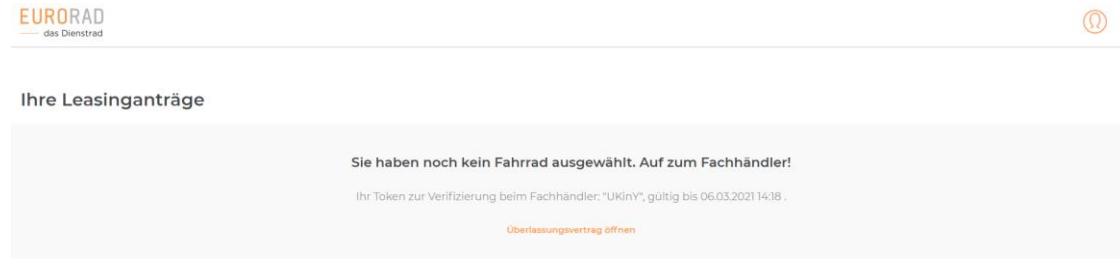 EURORAD
das Dienstrad
Ihre Leasinganträge
Sie haben noch kein Fahrrad ausgewählt. Auf zum Fachhändler!
Ihr Token zur Verifizierung beim Fachhändler: "UKinY", gültig bis 06.03.2021 14:18 .
Überlassungsvertrag öffnen